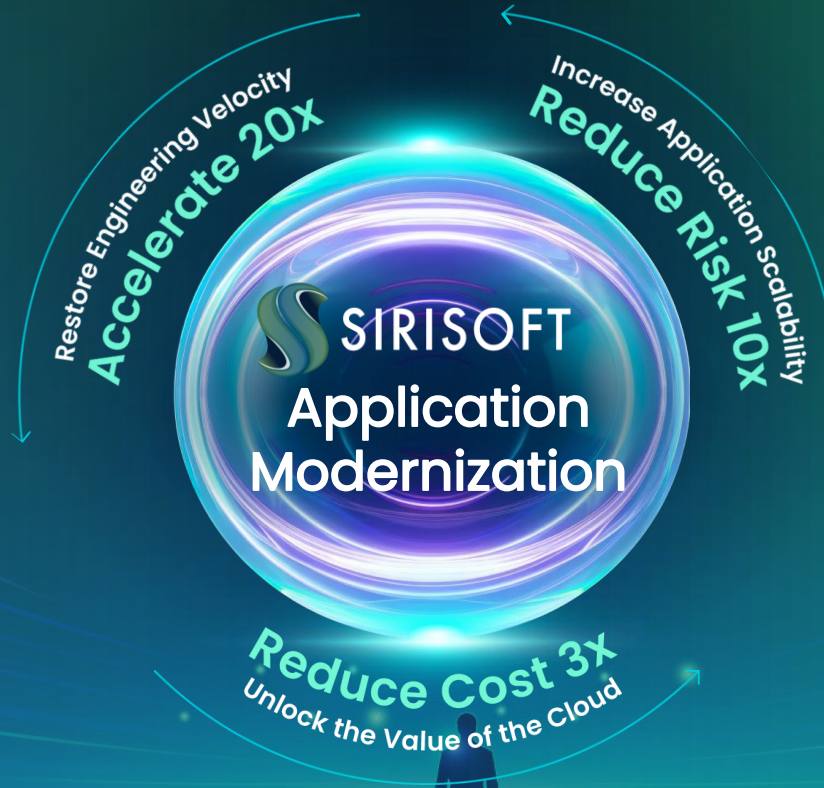 Restore Engineering Velocity
Accelerate 20x
Increase Application Scalability
Reduce Risk 10x
SIRISOFT
Application
Modernization
Reduce Cost 3x
Unlock the Value of the Cloud